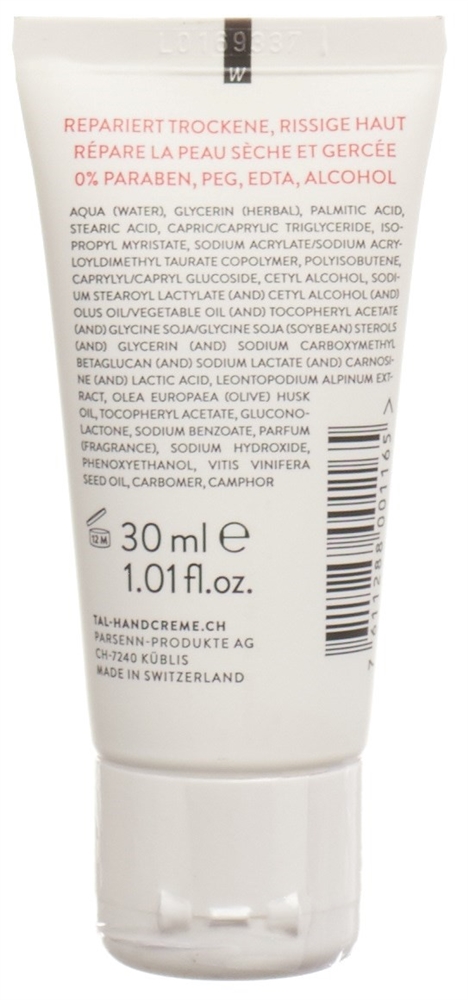 LC169337
W
REPARIERT TROCKENE, RISSIGE HAUT
RÉPARE LA PEAU SÈCHE ET GERCÉE
0% PARABEN, PEG, EDTA, ALCOHOL
AQUA (WATER), GLYCERIN (HERBAL), PALMITIC ACID,
STEARIC ACID, CAPRIC/CAPRYLIC TRIGLYCERIDE, ISO-
PROPYL MYRISTATE, SODIUM ACRYLATE/SODIUM ACRY-
LOYLDIMETHYL TAURATE COPOLYMER, POLYISOBUTENE,
CAPRYLYL/CAPRYL GLUCOSIDE, CETYL ALCOHOL, SODI-
UM STEAROYL LACTYLATE (AND) CETYL ALCOHOL (AND)
OLUS OIL/VEGETABLE OIL (AND) TOCOPHERYL ACETATE
(AND) GLYCINE SOJA/GLYCINE SOJA (SOYBEAN) STEROLS
(AND) GLYCERIN (AND) SODIUM CARBOXYMETHYL
BETAGLUCAN (AND) SODIUM LACTATE (AND) CARNOSI-
NE (AND) LACTIC ACID, LEONTOPODIUM ALPINUM EXT-
RACT, OLEA EUROPAEA (OLIVE) HUSK
OIL, TOCOPHERYL ACETATE, GLUCONO-
LACTONE, SODIUM BENZOATE, PARFUM
(FRAGRANCE), SODIUM HYDROXIDE,
PHENOXYETHANOL, VITIS VINIFERA
SEED OIL, CARBOMER, CAMPHOR
12 M
30 ml e
1.01 fl.oz.
TAL-HANDCREME.CH
PARSENN-PRODUKTE AG
CH-7240 KÜBLIS
MADE IN SWITZERLAND
7 611288 001165 >